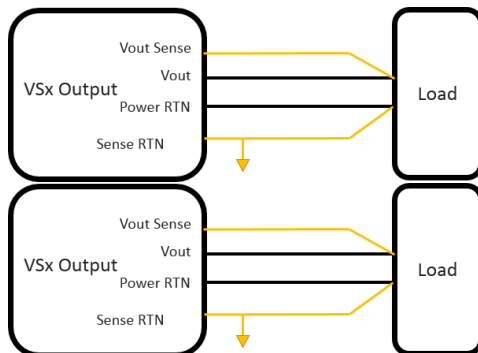 Vout Sense
Vout
VSx Output
Load
Power RTN
Sense RTN
Vout Sense
Vout
VSx Output
Load
Power RTN
Sense RTN